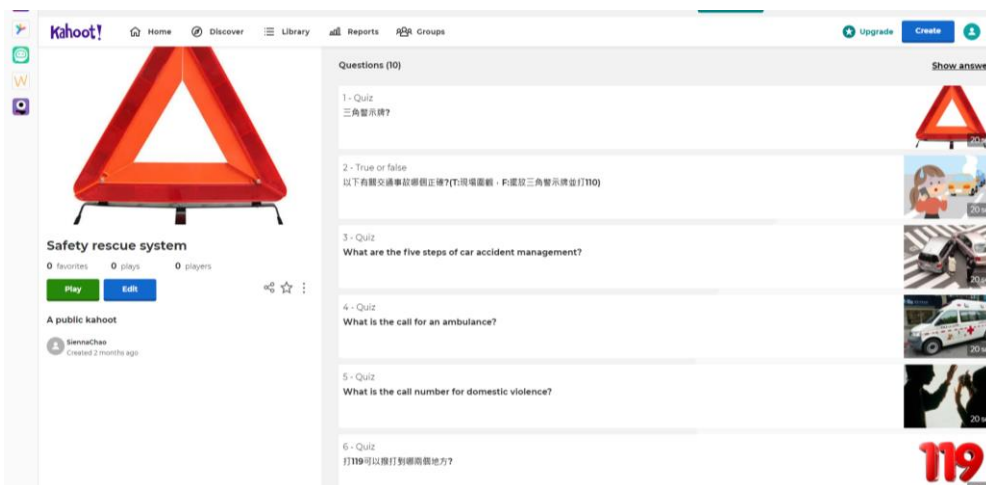 Kahoot!
Home
Discover
Library
Reports
Groups
Upgrade
Create
Questions (10)
Show answe
1 - Quiz
三角警示牌?
20 s
2 - True or false
以下有關交通事故哪個正確?(T:現場圍觀，F:擺放三角警示牌並打110)
20 s
Safety rescue system
0 favorites 0 plays 0 players
Play
Edit
A public kahoot
SiennaChao
Created 2 months ago
3 - Quiz
What are the five steps of car accident management?
20 s
4 - Quiz
What is the call for an ambulance?
20 s
5 - Quiz
What is the call number for domestic violence?
20 s
6 - Quiz
打119可以撥打到哪兩個地方?
119